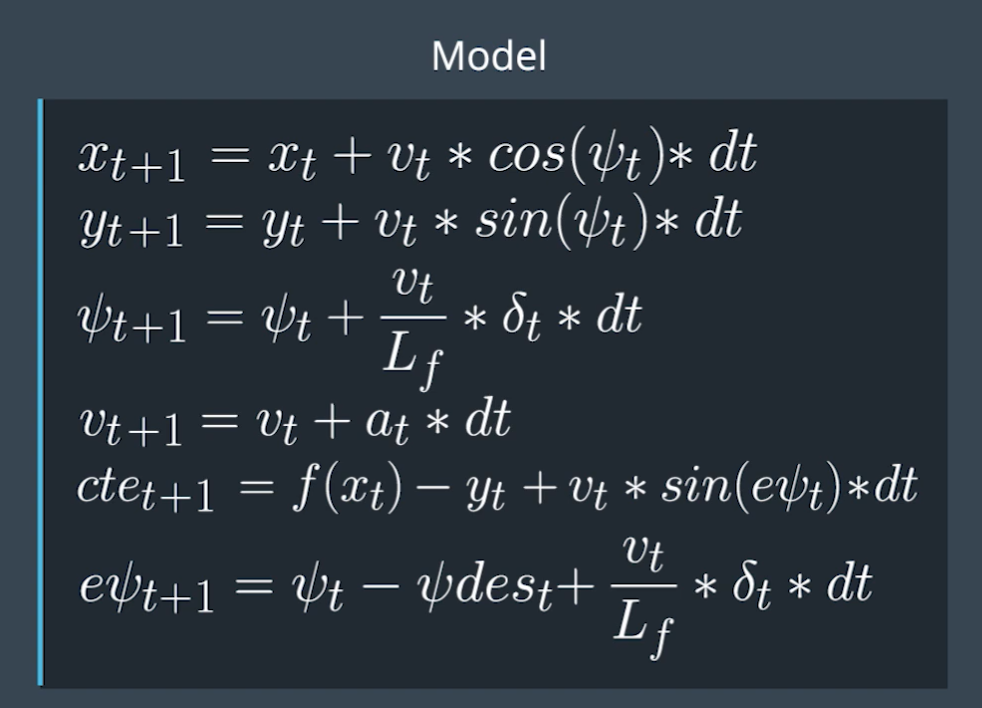 Model
x_{t+1} = x_t + v_t * cos(ψ_t) * dt
y_{t+1} = y_t + v_t * sin(ψ_t) * dt
ψ_{t+1} = ψ_t + \frac{v_t}{L_f} * δ_t * dt
v_{t+1} = v_t + a_t * dt
cte_{t+1} = f(x_t) − y_t + v_t * sin(eψ_t) * dt
eψ_{t+1} = ψ_t − ψdes_t + \frac{v_t}{L_f} * δ_t * dt